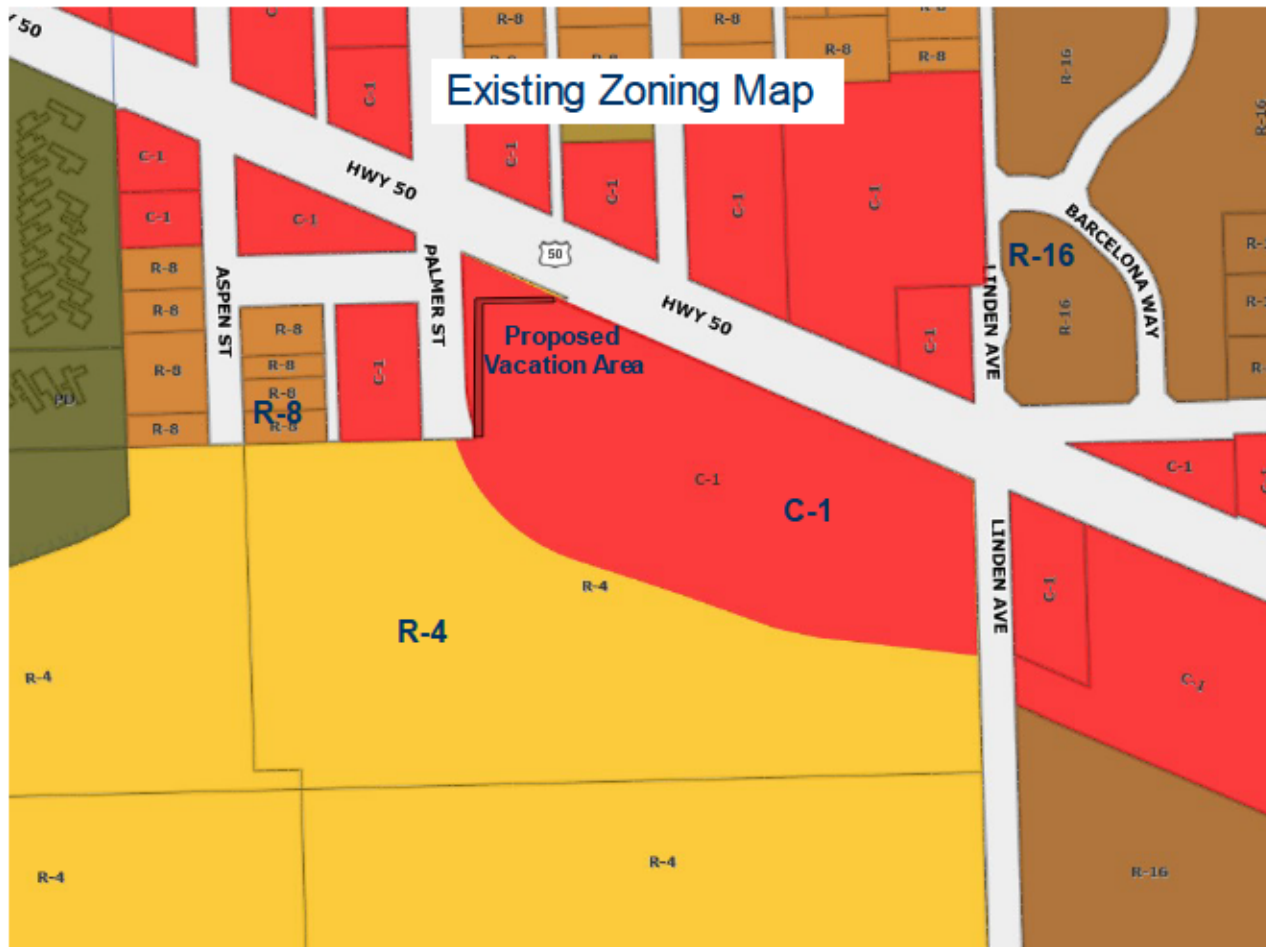 Y 50
R-8
R-8
R-8
R-8
R-8
R-16
R-16
C-1
Existing Zoning Map
C-1
C-1
C-1
C-1
C-1
HWY 50
C-1
C-1
C-1
R-8
R-8
R-8
R-8
ASPEN ST
PALMER ST
50
HWY 50
Proposed
Vacation Area
R-8
R-8
R-8
R-8
R-8
C-1
PD
LINDEN AVE
R-16
R-16
BARCELONA WAY
C-1
C-1
C-1
C-1
R-4
R-4
R-4
LINDEN AVE
C-1
C-1
R-4
R-4
R-16